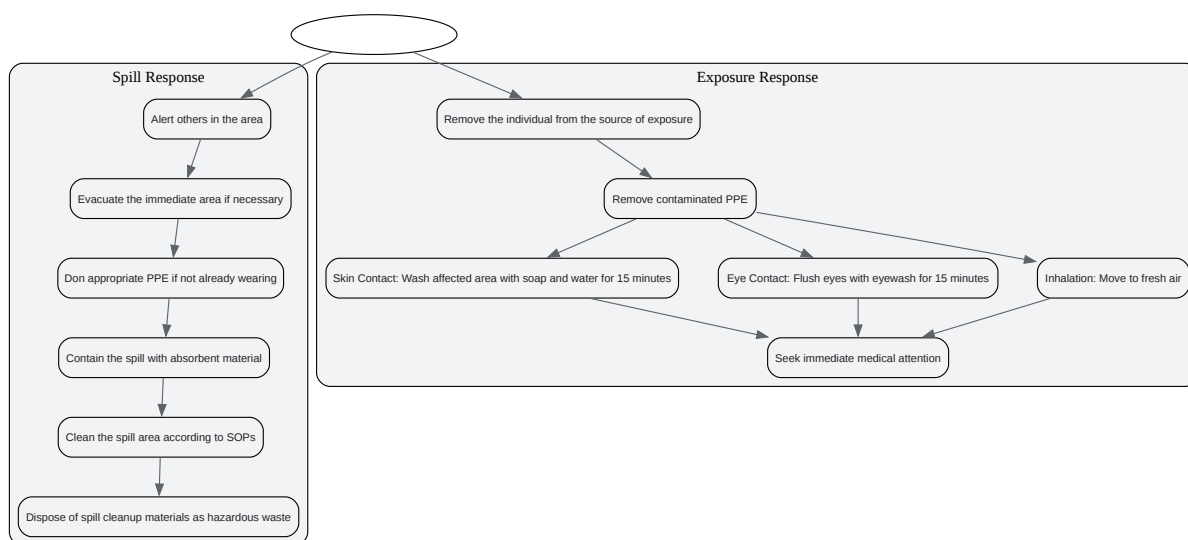 Spill Response
Alert others in the area
Evacuate the immediate area if necessary
Don appropriate PPE if not already wearing
Contain the spill with absorbent material
Clean the spill area according to SOPs
Dispose of spill cleanup materials as hazardous waste
Exposure Response
Remove the individual from the source of exposure
Remove contaminated PPE
Skin Contact: Wash affected area with soap and water for 15 minutes
Eye Contact: Flush eyes with eyewash for 15 minutes
Inhalation: Move to fresh air
Seek immediate medical attention